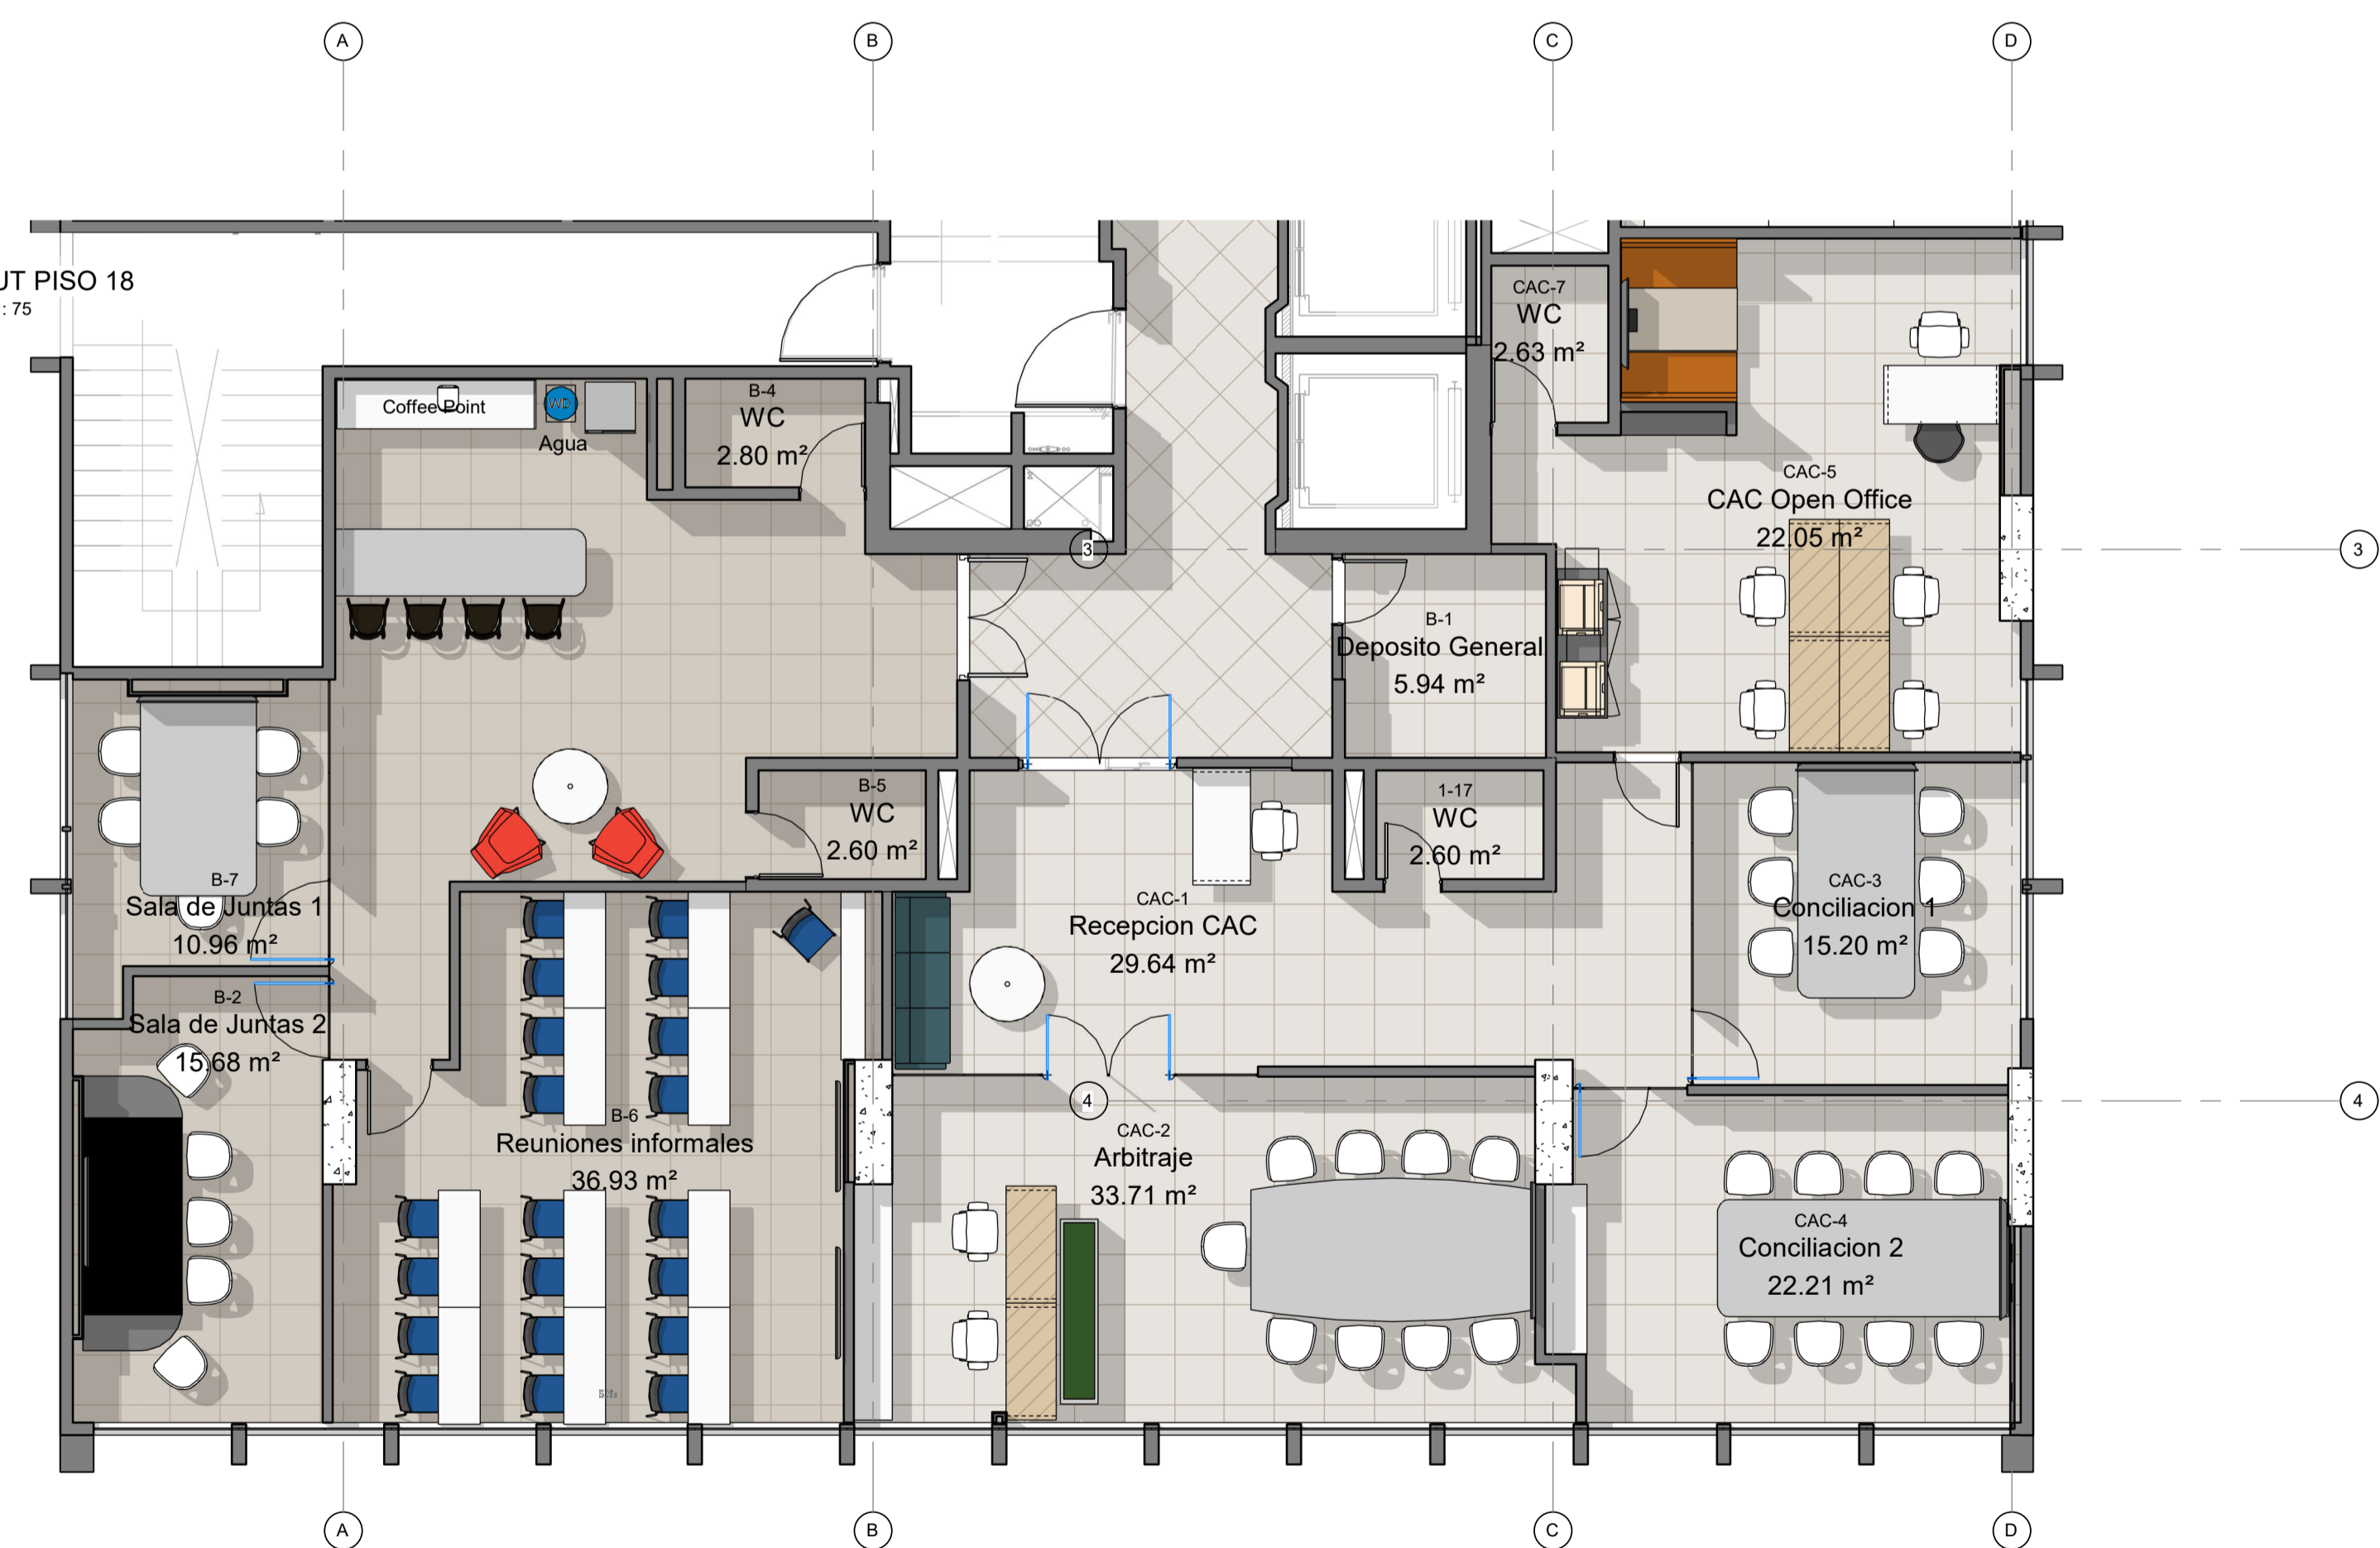 A
B
C
D
UT PISO 18
: 75
CAC-7
WC
2.63 m²
Coffee Point
WD
Agua
B-4
WC
2.80 m²
CAC-5
CAC Open Office
22.05 m²
3
3
B-1
Deposito General
5.94 m²
B-5
WC
2.60 m²
1-17
WC
2.60 m²
B-7
Sala de Juntas 1
10.96 m²
CAC-1
Recepcion CAC
29.64 m²
CAC-3
Conciliacion 1
15.20 m²
B-2
Sala de Juntas 2
15.68 m²
4
4
B-6
Reuniones informales
36.93 m²
CAC-2
Arbitraje
33.71 m²
CAC-4
Conciliacion 2
22.21 m²
A
B
C
D